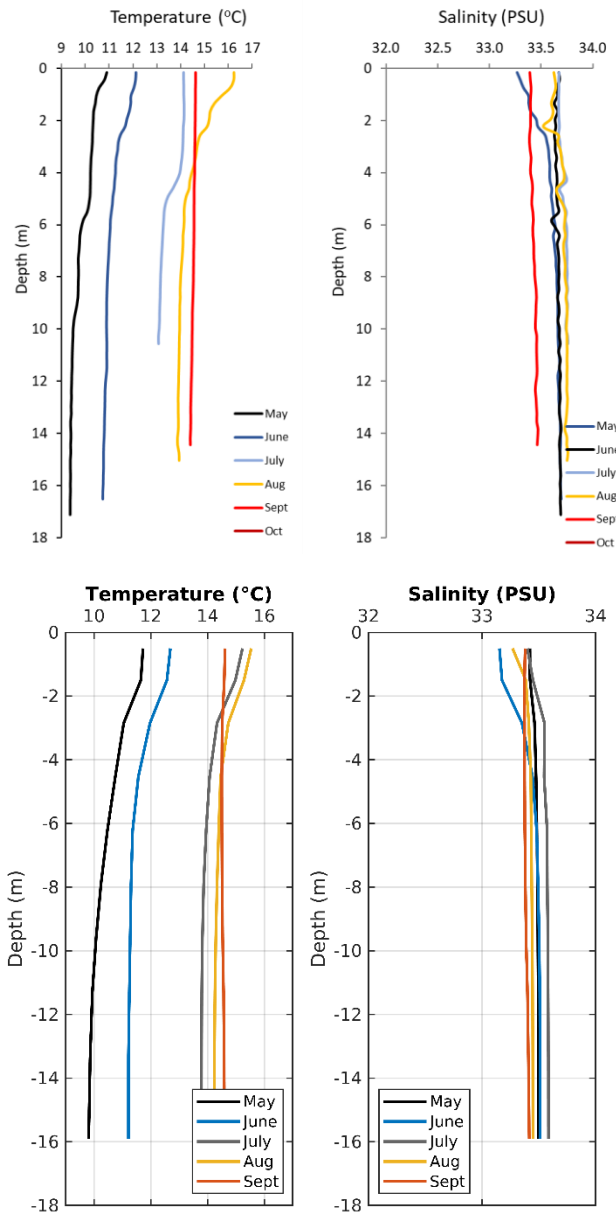 Temperature (°C)
9 10 11 12 13 14 15 16 17
0
2
4
6
8
10
12
14
16
18
Depth (m)
May
June
July
Aug
Sept
Oct
Salinity (PSU)
32.0 32.5 33.0 33.5 34.0
0
2
4
6
8
10
12
14
16
18
Depth (m)
May
June
July
Aug
Sept
Oct
Temperature (°C)
10 12 14 16
0
-2
-4
-6
-8
-10
-12
-14
-16
-18
Depth (m)
May
June
July
Aug
Sept
Salinity (PSU)
32 33 34
0
-2
-4
-6
-8
-10
-12
-14
-16
-18
Depth (m)
May
June
July
Aug
Sept